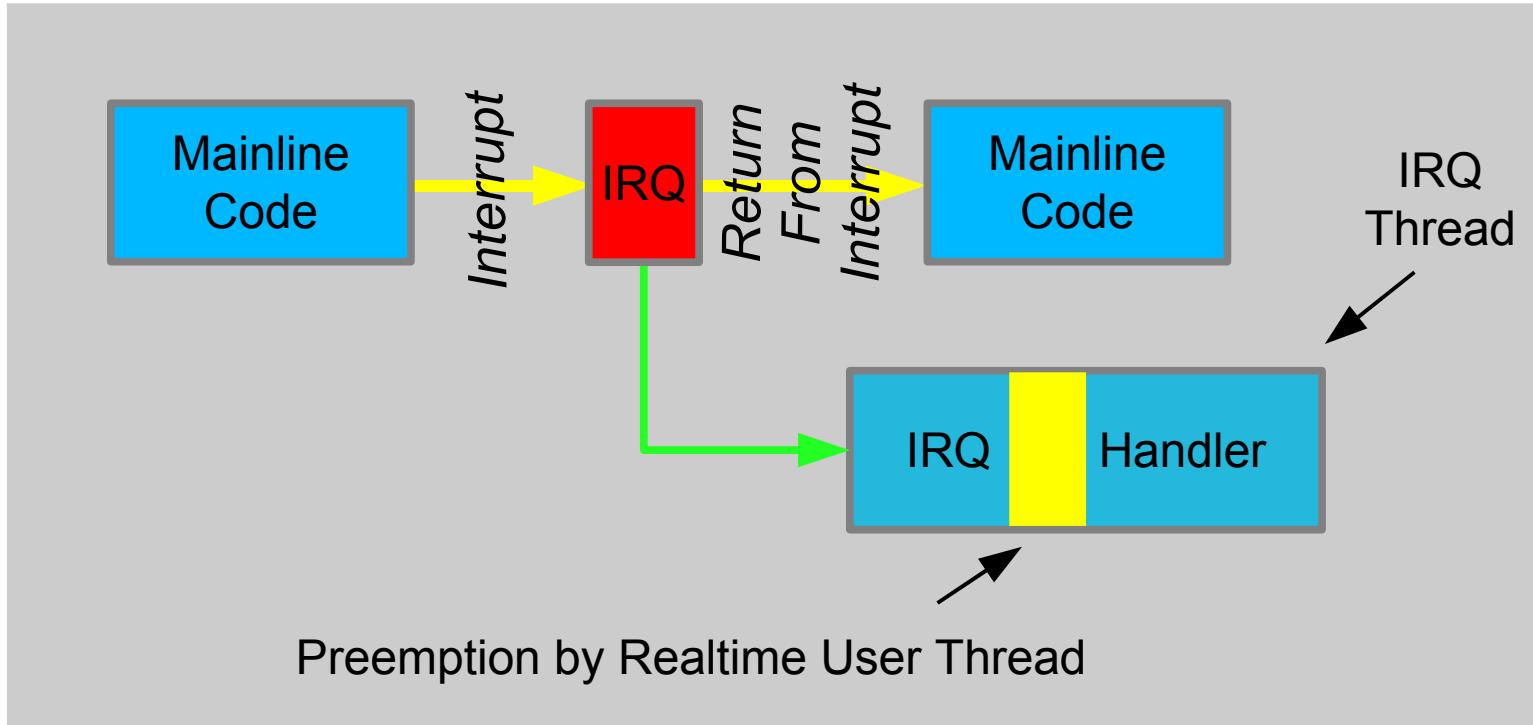 Mainline
Code
Interrupt
IRQ
Return
From
Interrupt
Mainline
Code
IRQ
Thread
IRQ Handler
Preemption by Realtime User Thread